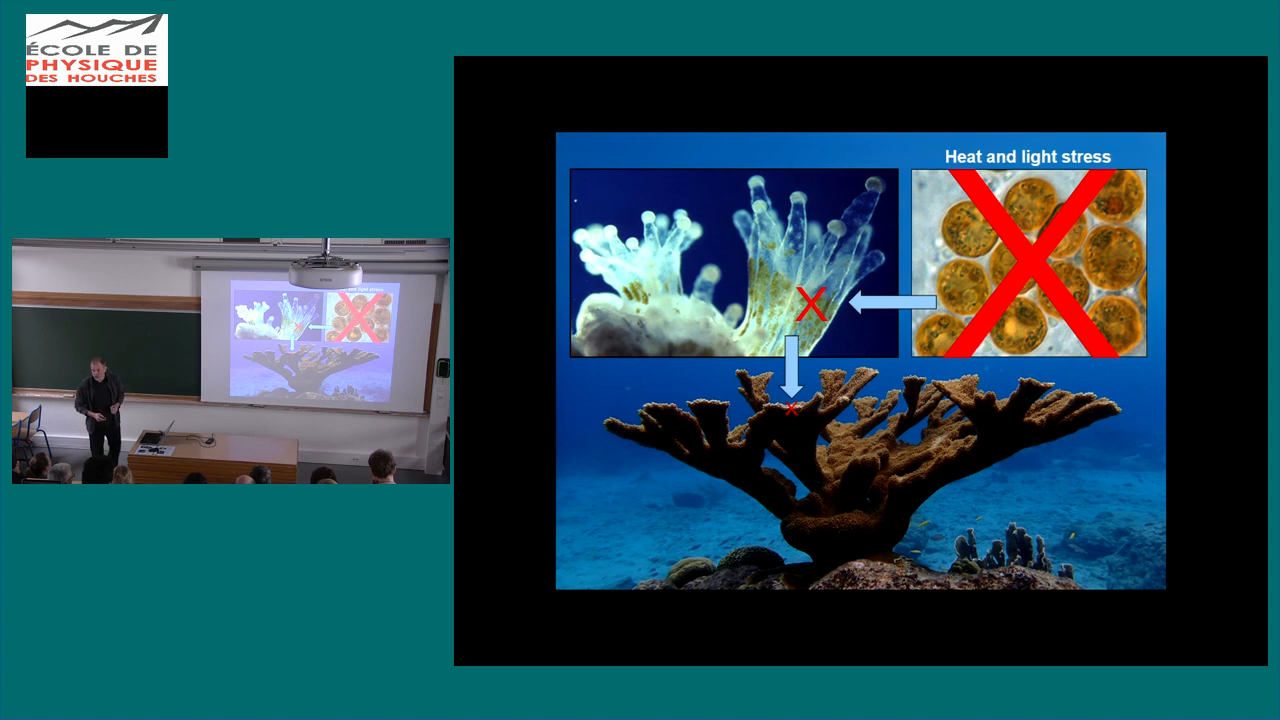 ÉCOLE DE
PHYSIQUE
DES HOUCHES
Heat and light stress
X
X